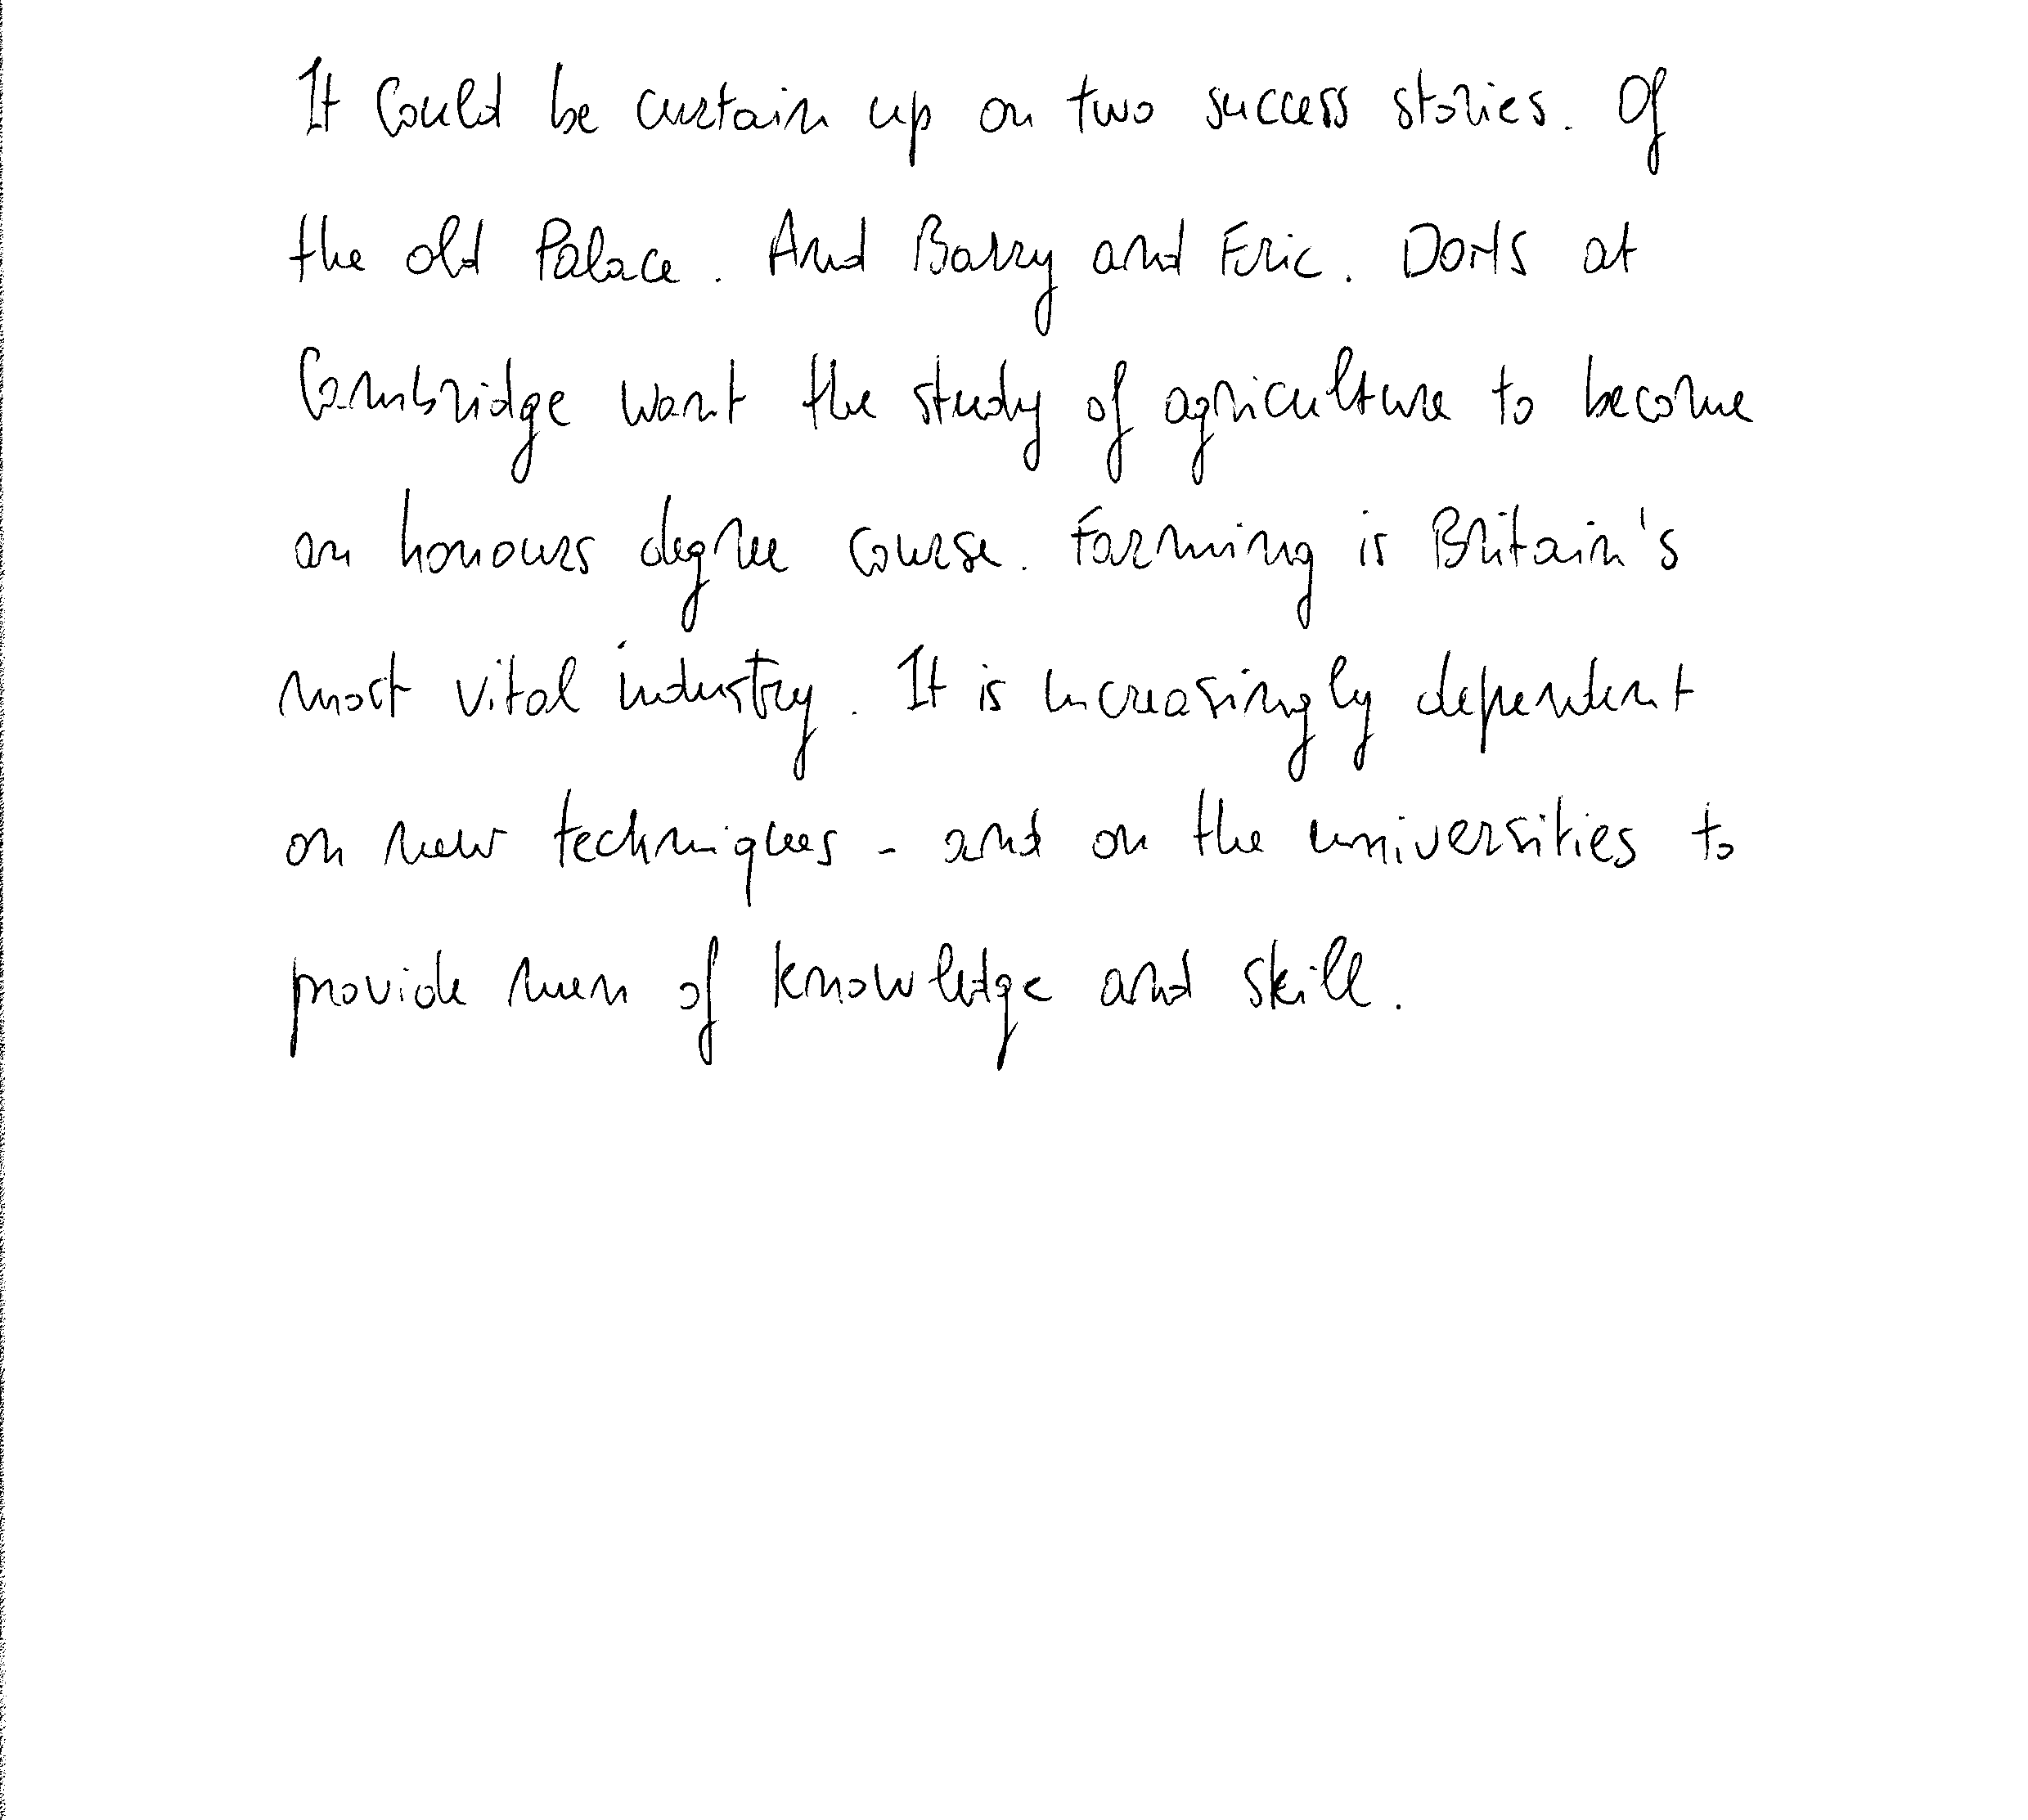 It could be curtain up on two success stories. Of
the old Palace. And Barry and Eric. Dons at
Cambridge want the study of agriculture to become
an honours degree course. Farming is Britain's
most vital industry. It is increasingly dependent
on new techniques - and on the universities to
provide men of knowledge and skill.